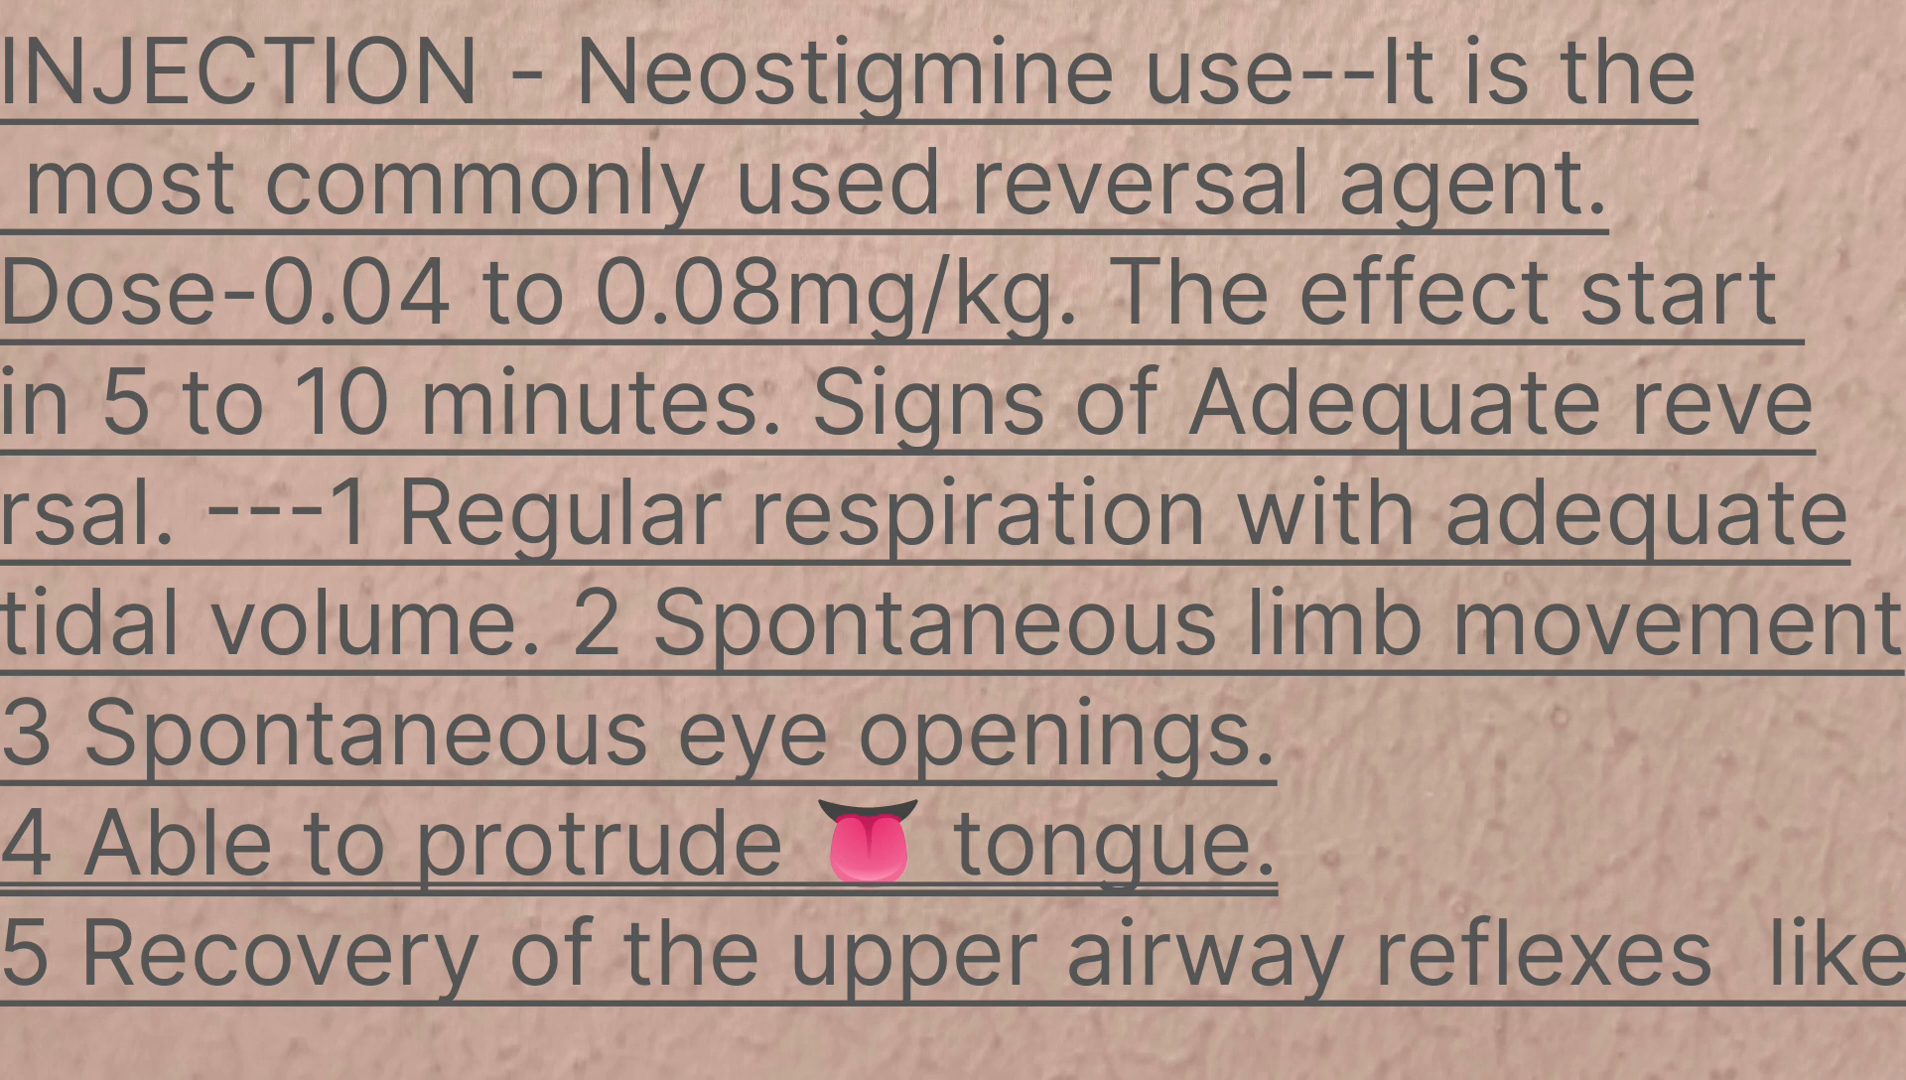 INJECTION - Neostigmine use--It is the
most commonly used reversal agent.
Dose-0.04 to 0.08mg/kg. The effect start
in 5 to 10 minutes. Signs of Adequate reve
rsal. ---1 Regular respiration with adequate
tidal volume. 2 Spontaneous limb movement
3 Spontaneous eye openings.
4 Able to protrude 👅 tongue.
5 Recovery of the upper airway reflexes  like